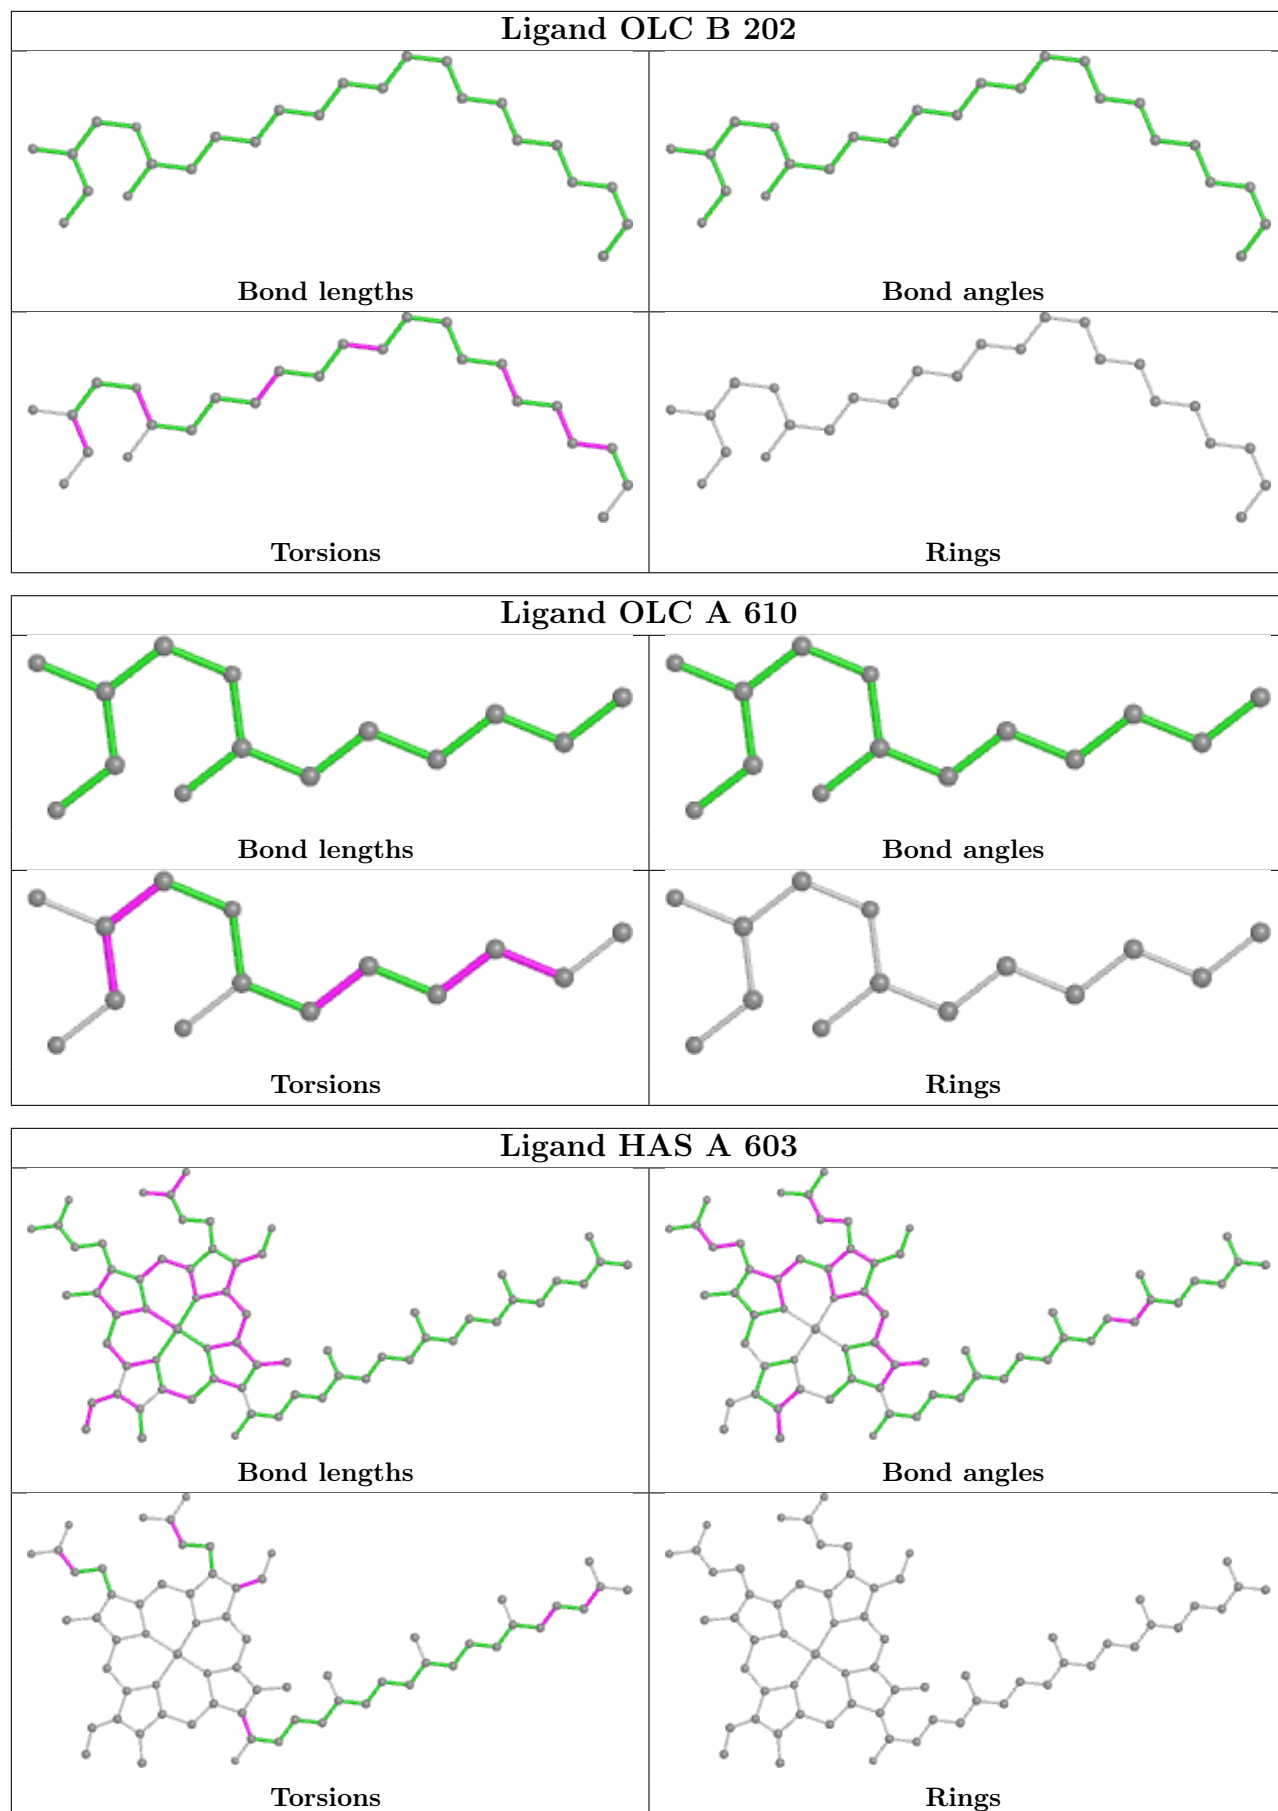 Ligand OLC B 202
Bond lengths
Bond angles
Torsions
Rings
Ligand OLC A 610
Bond lengths
Bond angles
Torsions
Rings
Ligand HAS A 603
Bond lengths
Bond angles
Torsions
Rings